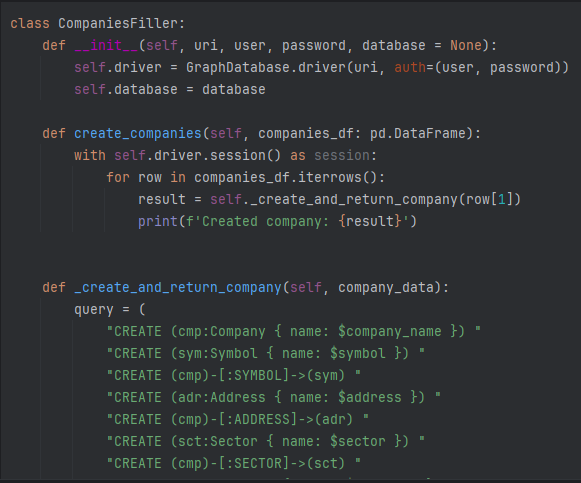 class CompaniesFiller:
    def __init__(self, uri, user, password, database = None):
        self.driver = GraphDatabase.driver(uri, auth=(user, password))
        self.database = database
    def create_companies(self, companies_df: pd.DataFrame):
        with self.driver.session() as session:
            for row in companies_df.iterrows():
                result = self._create_and_return_company(row[1])
                print(f'Created company: {result}')
    def _create_and_return_company(self, company_data):
        query = (
            "CREATE (cmp:Company { name: $company_name }) "
            "CREATE (sym:Symbol { name: $symbol }) "
            "CREATE (cmp)-[:SYMBOL]->(sym) "
            "CREATE (adr:Address { name: $address }) "
            "CREATE (cmp)-[:ADDRESS]->(adr) "
            "CREATE (sct:Sector { name: $sector }) "
            "CREATE (cmp)-[:SECTOR]->(sct) "